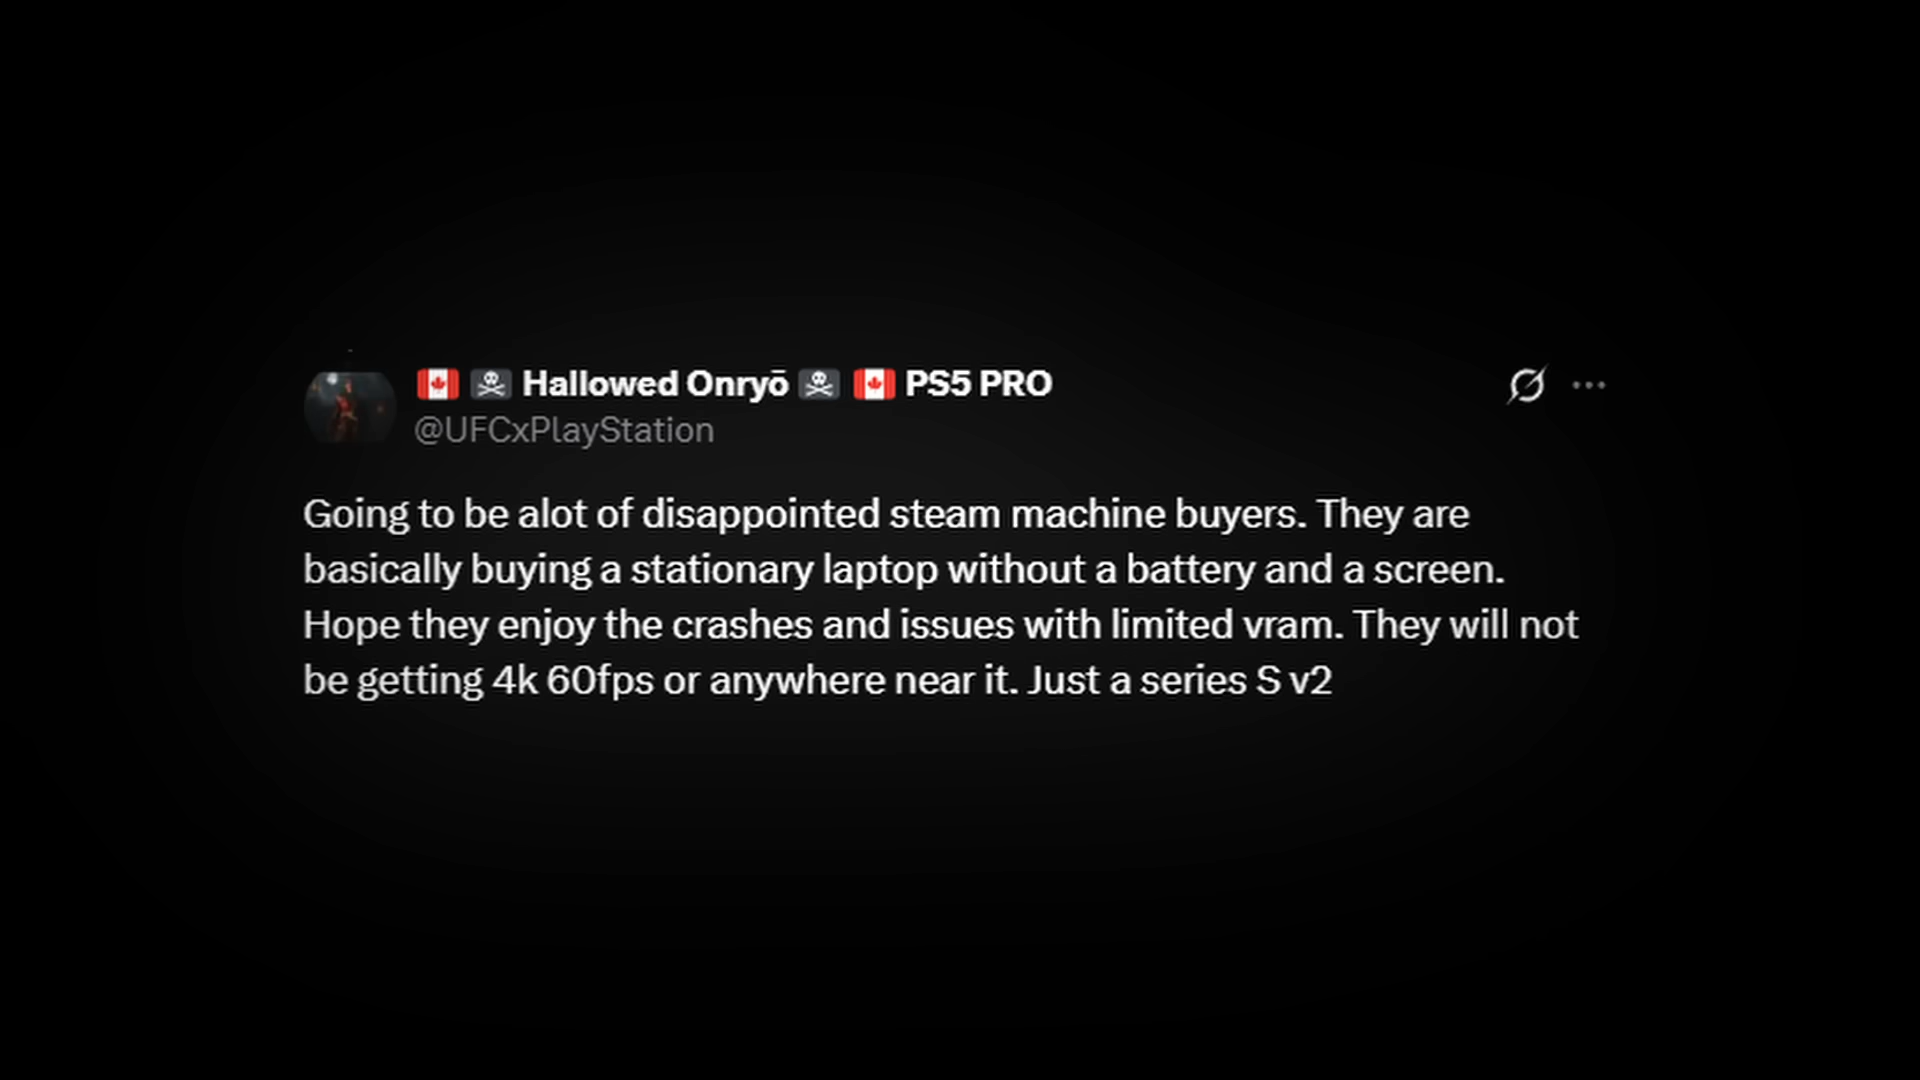 🇨🇦 ☠️ Hallowed Onryō ☠️ 🇨🇦 PS5 PRO
@UFCxPlayStation
Going to be alot of disappointed steam machine buyers. They are
basically buying a stationary laptop without a battery and a screen.
Hope they enjoy the crashes and issues with limited vram. They will not
be getting 4k 60fps or anywhere near it. Just a series S v2